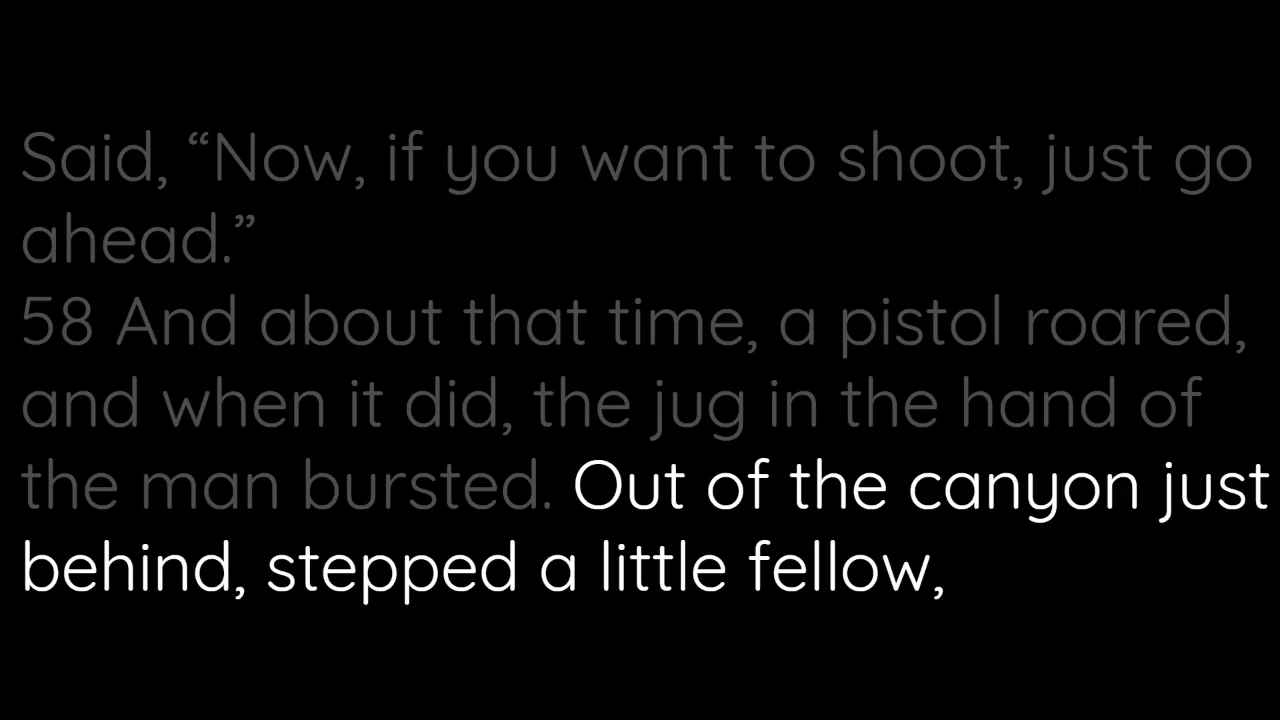 Said, “Now, if you want to shoot, just go
ahead.”
58 And about that time, a pistol roared,
and when it did, the jug in the hand of
the man bursted. Out of the canyon just
behind, stepped a little fellow,